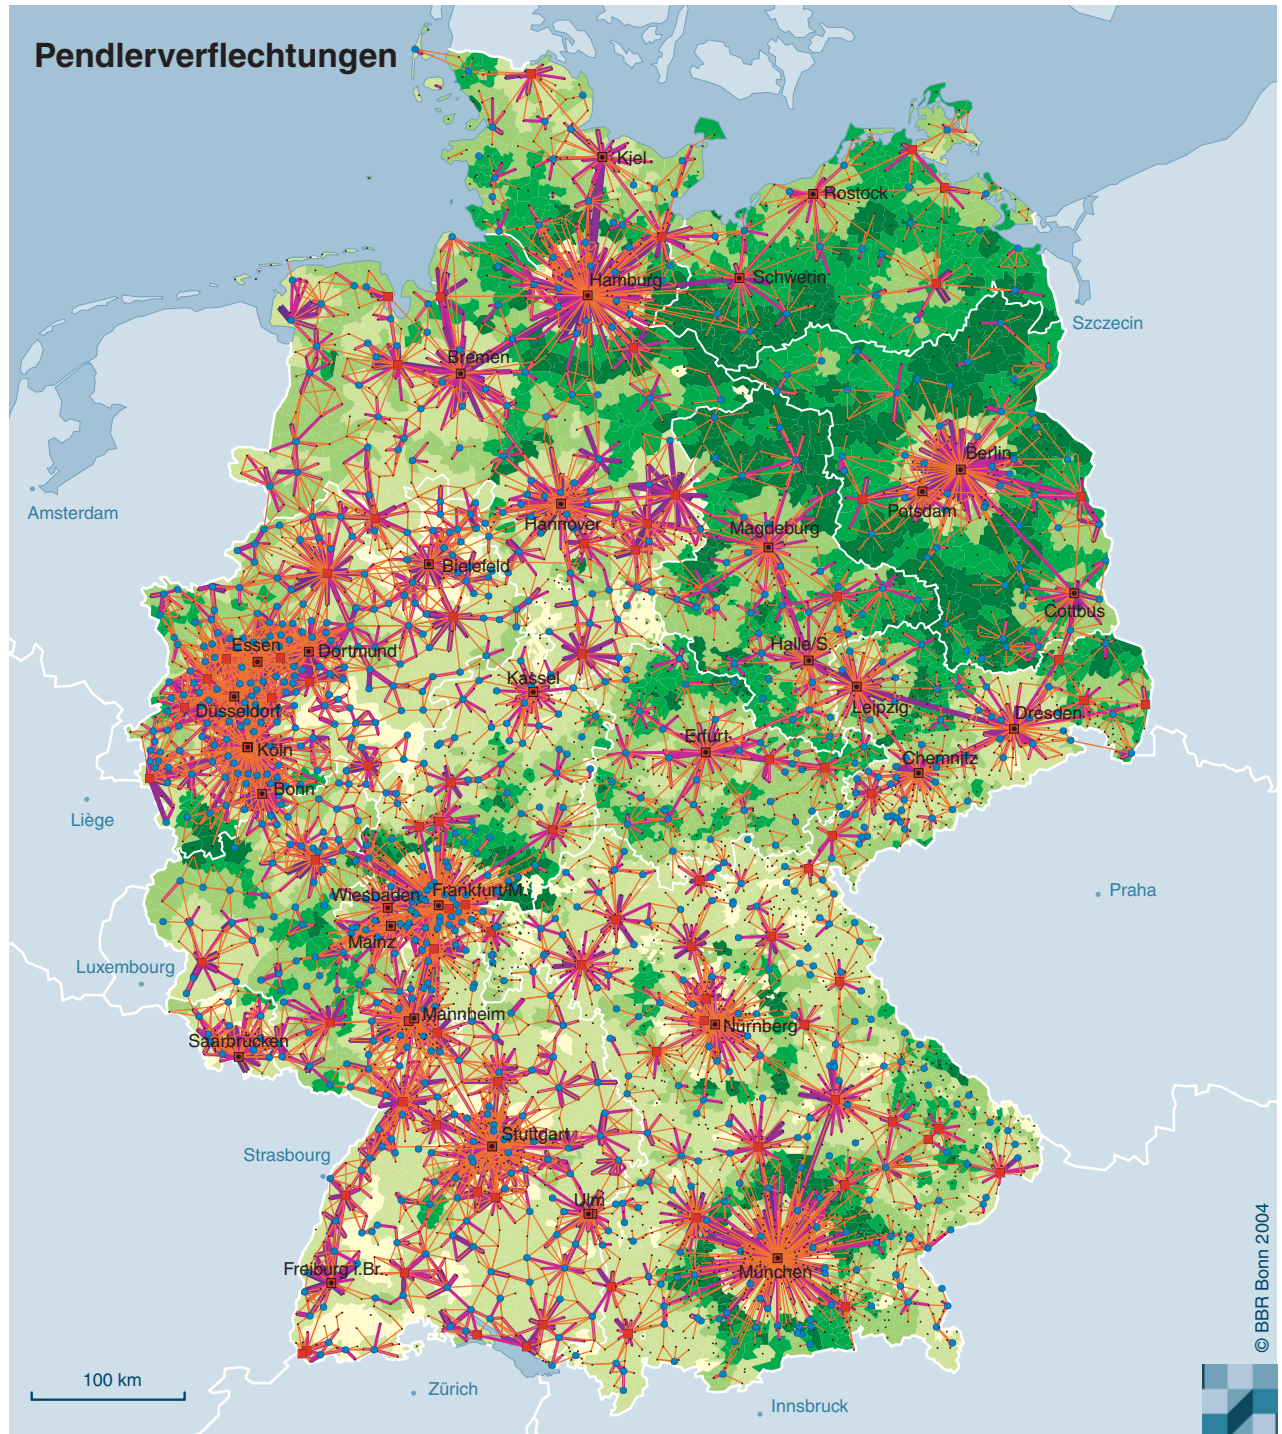 Pendlerverflechtungen
Kiel
Rostock
Hamburg
Schwerin
Szczecin
Bremen
Berlin
Amsterdam
Potsdam
Hannover
Magdeburg
Bielefeld
Cottbus
Essen
Dortmund
Halle/S.
Kassel
Leipzig
Düsseldorf
Dresden
Erfurt
Köln
Chemnitz
Bonn
Liège
Wiesbaden
Frankfurt/M.
Praha
Mainz
Luxembourg
Mannheim
Nürnberg
Saarbrücken
Stuttgart
Strasbourg
Ulm
Freiburg i.Br.
München
100 km
Zürich
Innsbruck
© BBR Bonn 2004